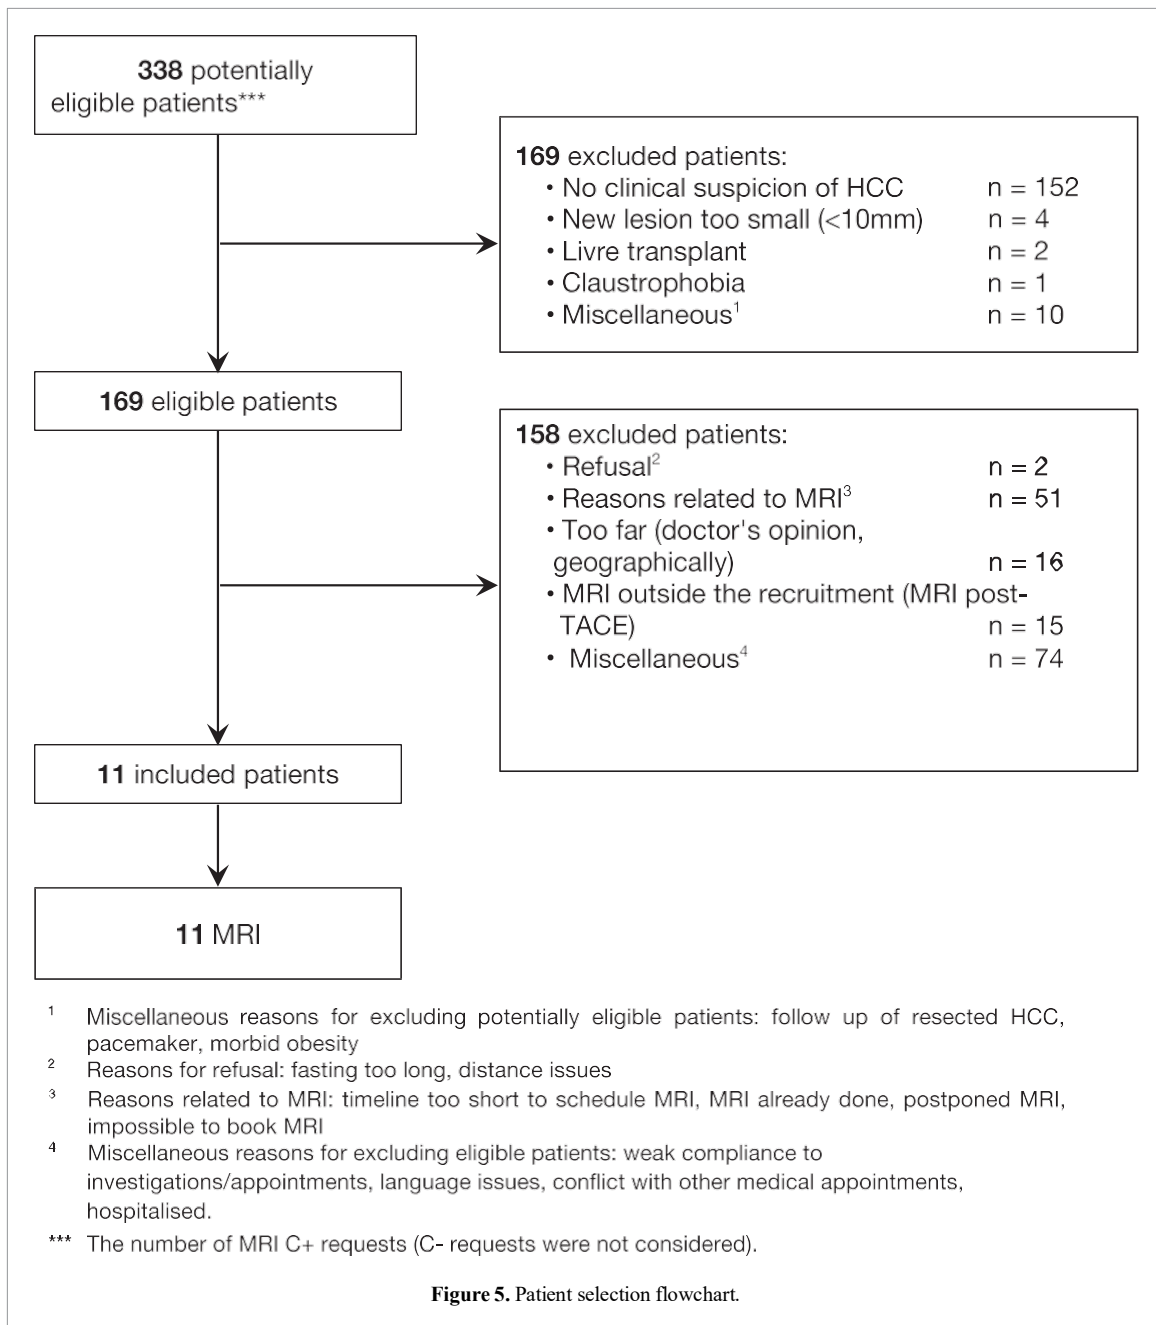 338 potentially
eligible patients***
169 excluded patients:
• No clinical suspicion of HCC n = 152
• New lesion too small (<10mm) n = 4
• Livre transplant n = 2
• Claustrophobia n = 1
• Miscellaneous1 n = 10
169 eligible patients
158 excluded patients:
• Refusal2 n = 2
• Reasons related to MRI3 n = 51
• Too far (doctor's opinion,
geographically) n = 16
• MRI outside the recruitment (MRI post-
TACE) n = 15
• Miscellaneous4 n = 74
11 included patients
11 MRI
1 Miscellaneous reasons for excluding potentially eligible patients: follow up of resected HCC,
pacemaker, morbid obesity
2 Reasons for refusal: fasting too long, distance issues
3 Reasons related to MRI: timeline too short to schedule MRI, MRI already done, postponed MRI,
impossible to book MRI
4 Miscellaneous reasons for excluding eligible patients: weak compliance to
investigations/appointments, language issues, conflict with other medical appointments,
hospitalised.
*** The number of MRI C+ requests (C- requests were not considered).
Figure 5. Patient selection flowchart.